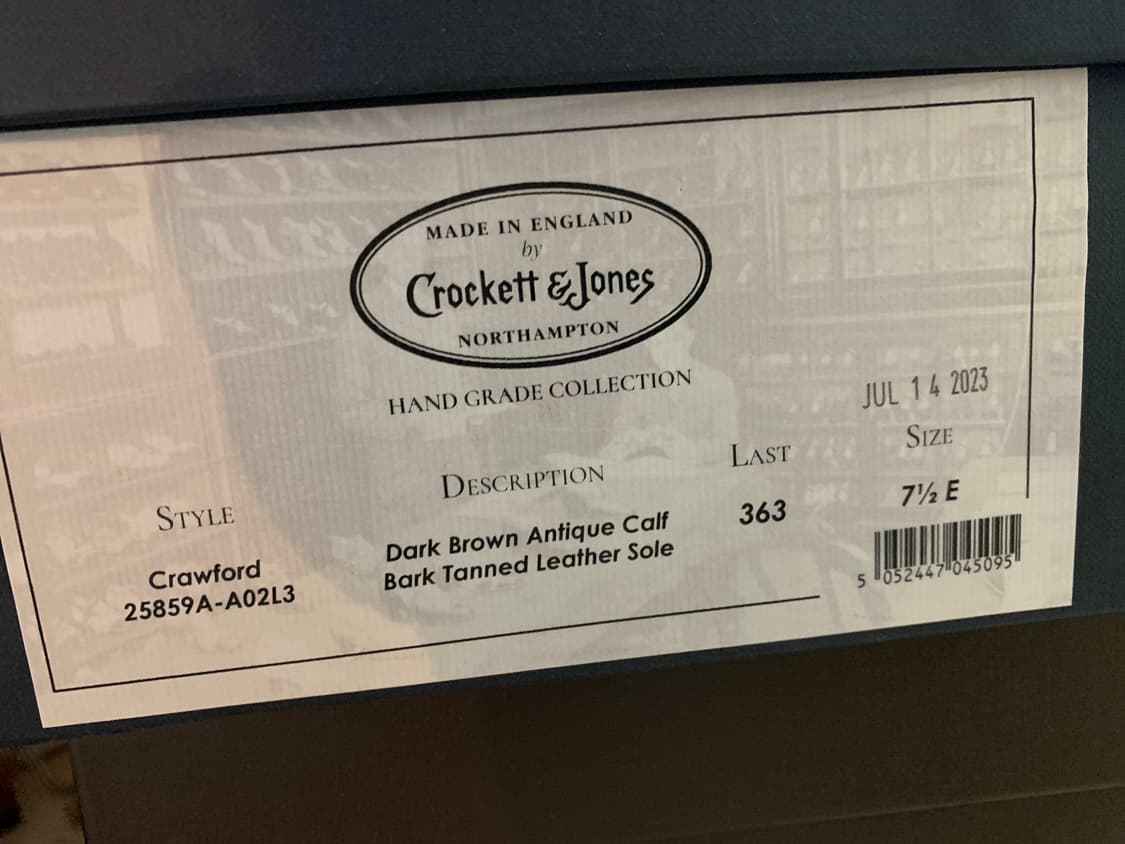 MADE IN ENGLAND
by
Crockett & Jones
NORTHAMPTON
HAND GRADE COLLECTION
JUL 14 2023
STYLE
Crawford
25859A-A02L3
DESCRIPTION
Dark Brown Antique Calf
Bark Tanned Leather Sole
LAST
363
SIZE
7½ E
5 052447 045095